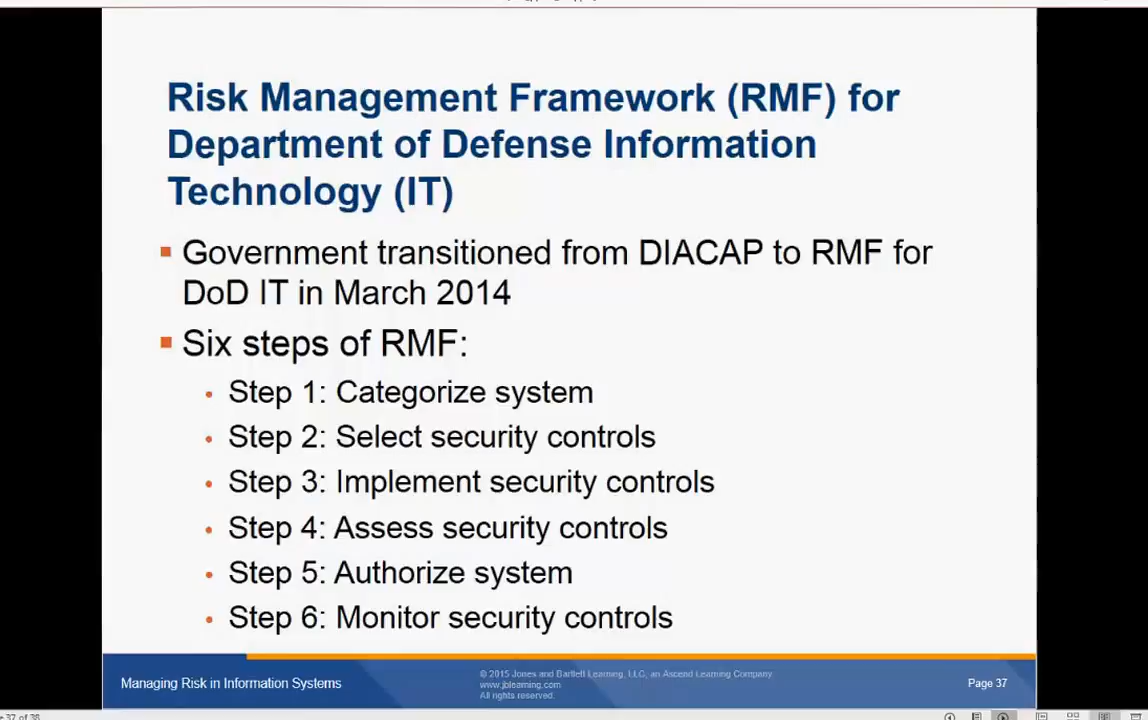 Risk Management Framework (RMF) for
Department of Defense Information
Technology (IT)
Government transitioned from DIACAP to RMF for
DoD IT in March 2014
Six steps of RMF:
Step 1: Categorize system
Step 2: Select security controls
Step 3: Implement security controls
Step 4: Assess security controls
Step 5: Authorize system
Step 6: Monitor security controls
Managing Risk in Information Systems
© 2015 Jones and Bartlett Learning, LLC, an Ascend Learning Company
www.jblearning.com
All rights reserved.
Page 37